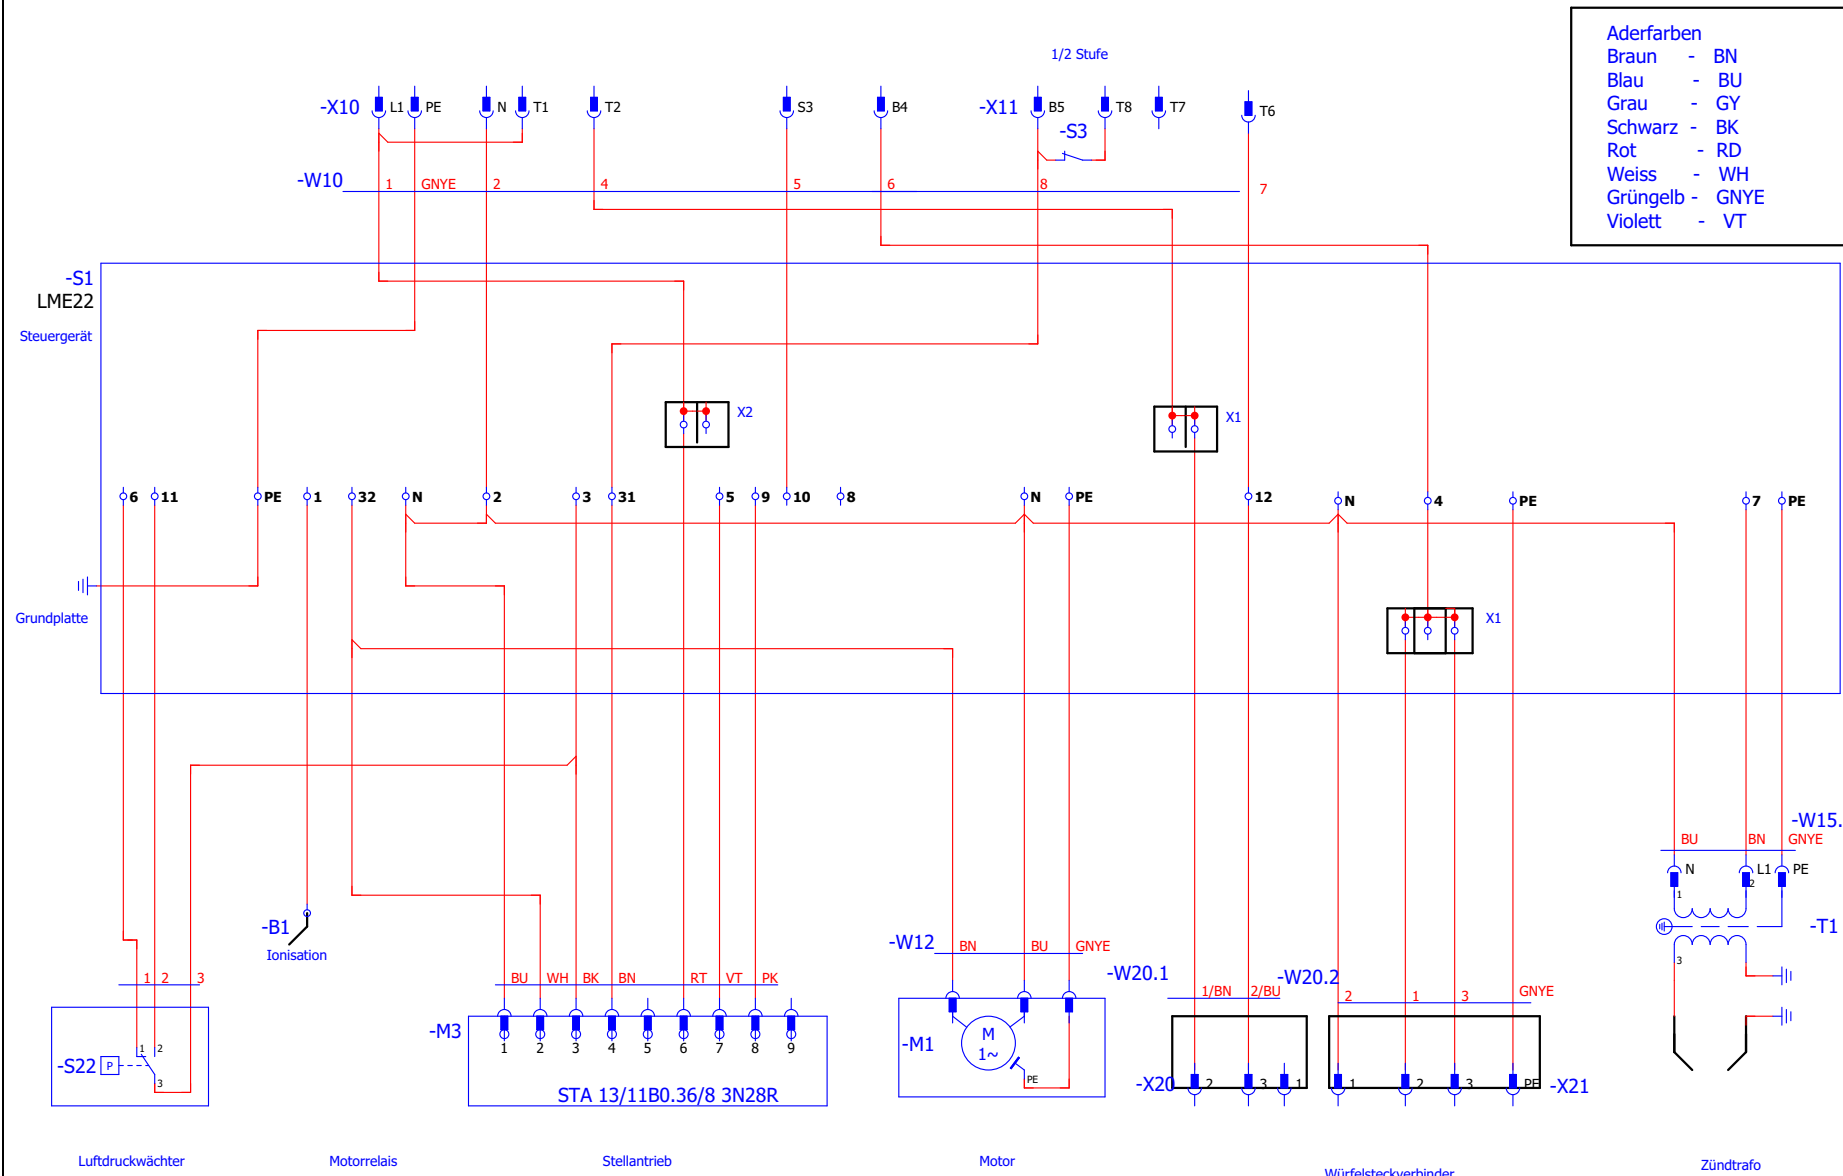 Aderfarben
Braun - BN
Blau - BU
Grau - GY
Schwarz - BK
Rot - RD
Weiss - WH
Grüngelb - GNYE
Violett - VT
1/2 Stufe
-X10 L1 PE N T1 T2 S3 B4 -X11 B5 T8 T7 T6
-S3
-W10 1 GNYE 2 4 5 6 8 7
-S1
LME22
Steuergerät
X2 X1
6 11 PE 1 32 N 2 3 31 5 9 10 8 N PE 12 N 4 PE 7 PE
Grundplatte
X1
-W15.
BU BN GNYE
N L1 PE
1 2
-T1
3
-B1
Ionisation
-W12 BN BU GNYE
-W20.1 -W20.2
1 2 3
BU WH BK BN RT VT PK
1/BN 2/BU
2 1 3 GNYE
-M3
1 2 3 4 5 6 7 8 9
STA 13/11B0.36/8 3N28R
-M1
M
1~
PE
-S22 P
1 2
3
-X20 2 3 1
1 2 3 PE -X21
Luftdruckwächter Motorrelais Stellantrieb Motor Würfelsteckverbinder Zündtrafo